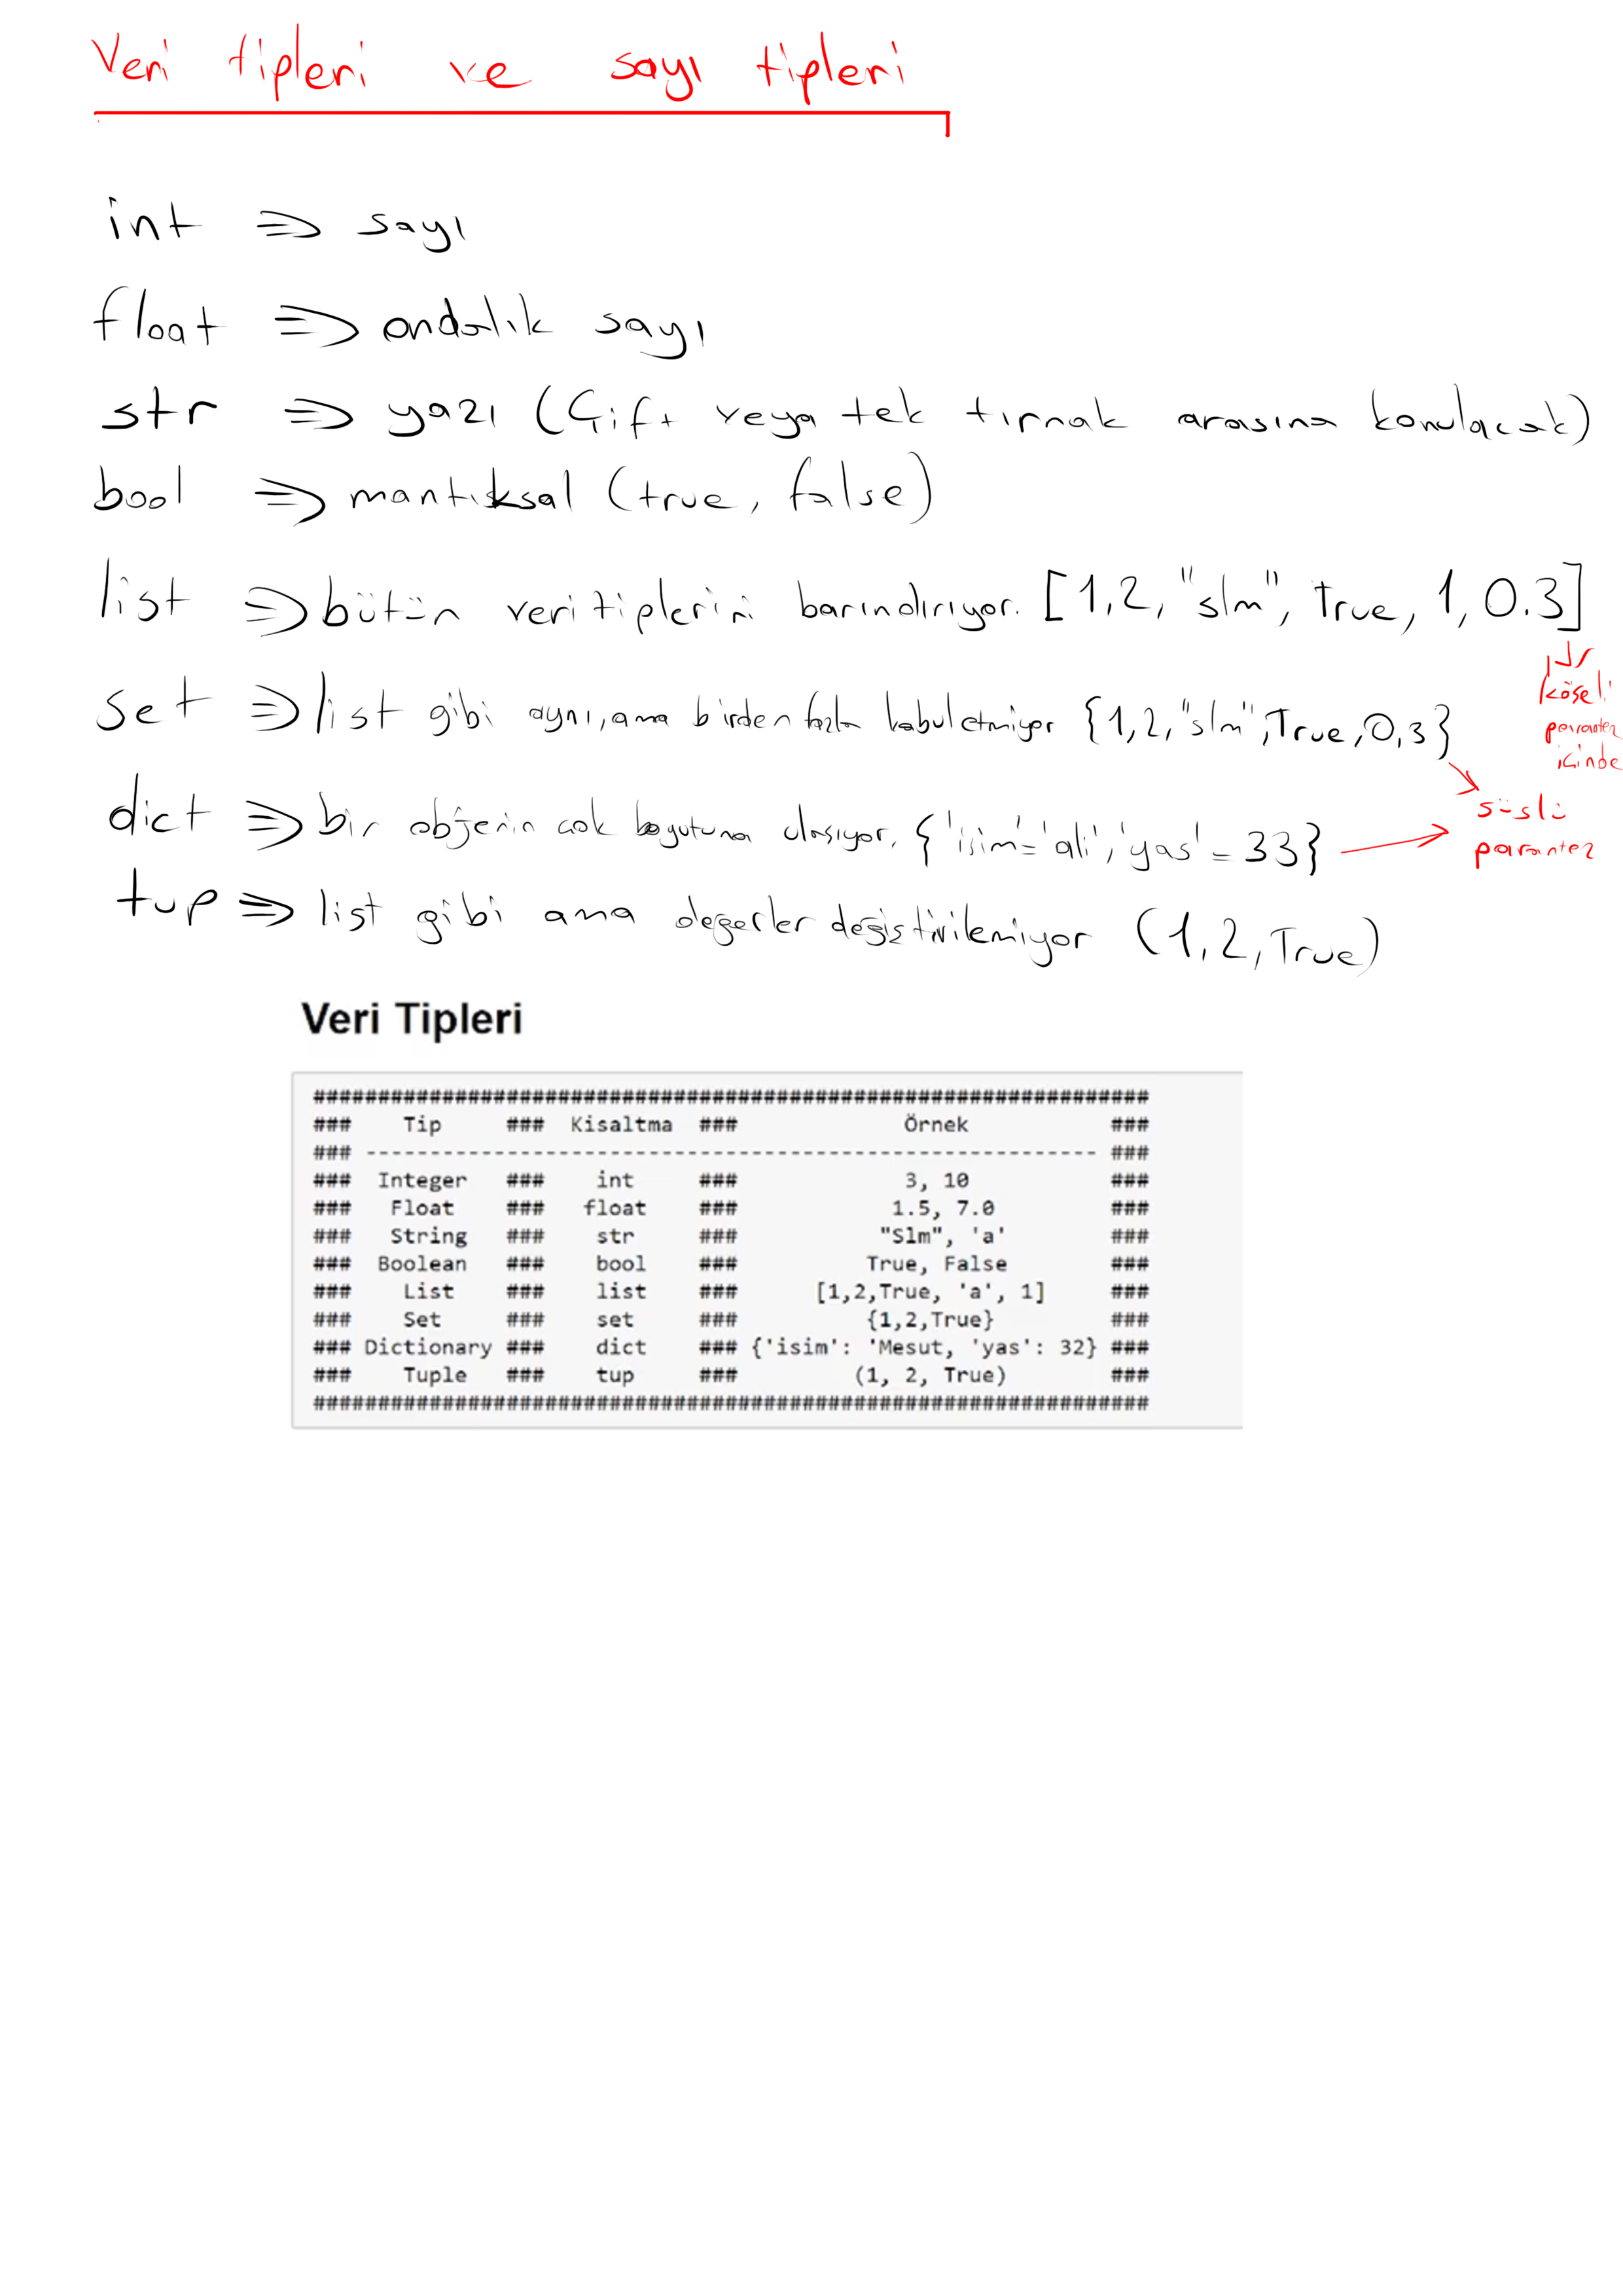 Veri tipleri ve sayı tipleri
int => sayı
float => ondalık sayı
str => yazı (Çift veya tek tırnak arasına konulacak)
bool => mantıksal (true, false)
list => bütün veri tiplerini barındırıyor. [1,2,"slm", True, 1, 0.3]
köşeli
parantez
içinde
set => list gibi aynı, ama birden fazla kabul etmiyor {1,2,"slm",True,0,3}
süslü
parantez
dict => bir objenin çok boyutuna ulaşıyor. {'isim'='ali','yas'=33}
tup => list gibi ama değerler değiştirilemiyor (1,2,True)
Veri Tipleri
#################################################################
### Tip ### Kisaltma ### Örnek ###
### --------------------------------------------------------- ###
### Integer ### int ### 3, 10 ###
### Float ### float ### 1.5, 7.0 ###
### String ### str ### "Slm", 'a' ###
### Boolean ### bool ### True, False ###
### List ### list ### [1,2,True, 'a', 1] ###
### Set ### set ### {1,2,True} ###
### Dictionary ### dict ### {'isim': 'Mesut, 'yas': 32} ###
### Tuple ### tup ### (1, 2, True) ###
#################################################################